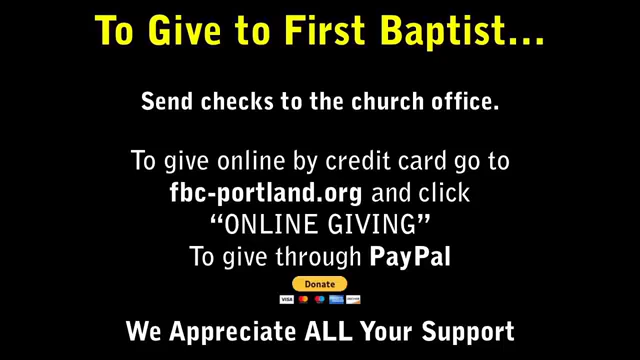 To Give to First Baptist...
Send checks to the church office.
To give online by credit card go to
fbc-portland.org and click
“ONLINE GIVING”
To give through PayPal
Donate
VISA
We Appreciate ALL Your Support